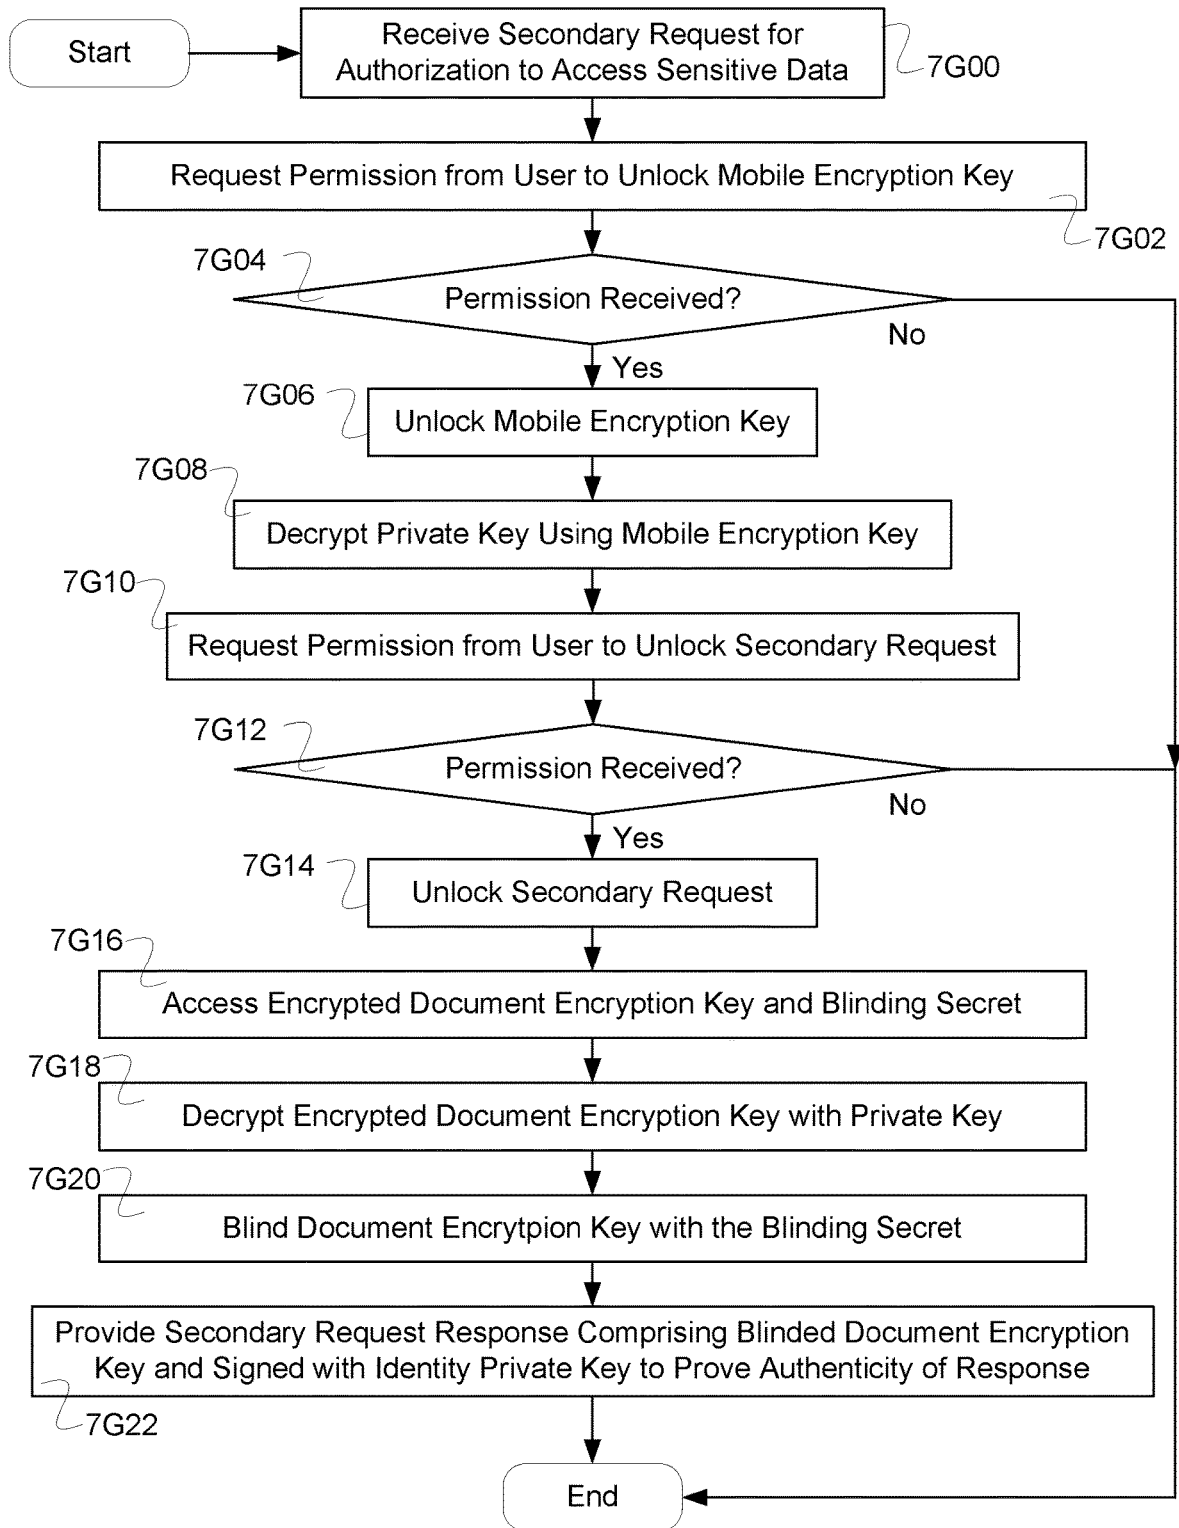 Start
Receive Secondary Request for
Authorization to Access Sensitive Data
7G00
Request Permission from User to Unlock Mobile Encryption Key
7G02
7G04
Permission Received?
No
Yes
7G06
Unlock Mobile Encryption Key
7G08
Decrypt Private Key Using Mobile Encryption Key
7G10
Request Permission from User to Unlock Secondary Request
7G12
Permission Received?
No
Yes
7G14
Unlock Secondary Request
7G16
Access Encrypted Document Encryption Key and Blinding Secret
7G18
Decrypt Encrypted Document Encryption Key with Private Key
7G20
Blind Document Encrytpion Key with the Blinding Secret
Provide Secondary Request Response Comprising Blinded Document Encryption
Key and Signed with Identity Private Key to Prove Authenticity of Response
7G22
End